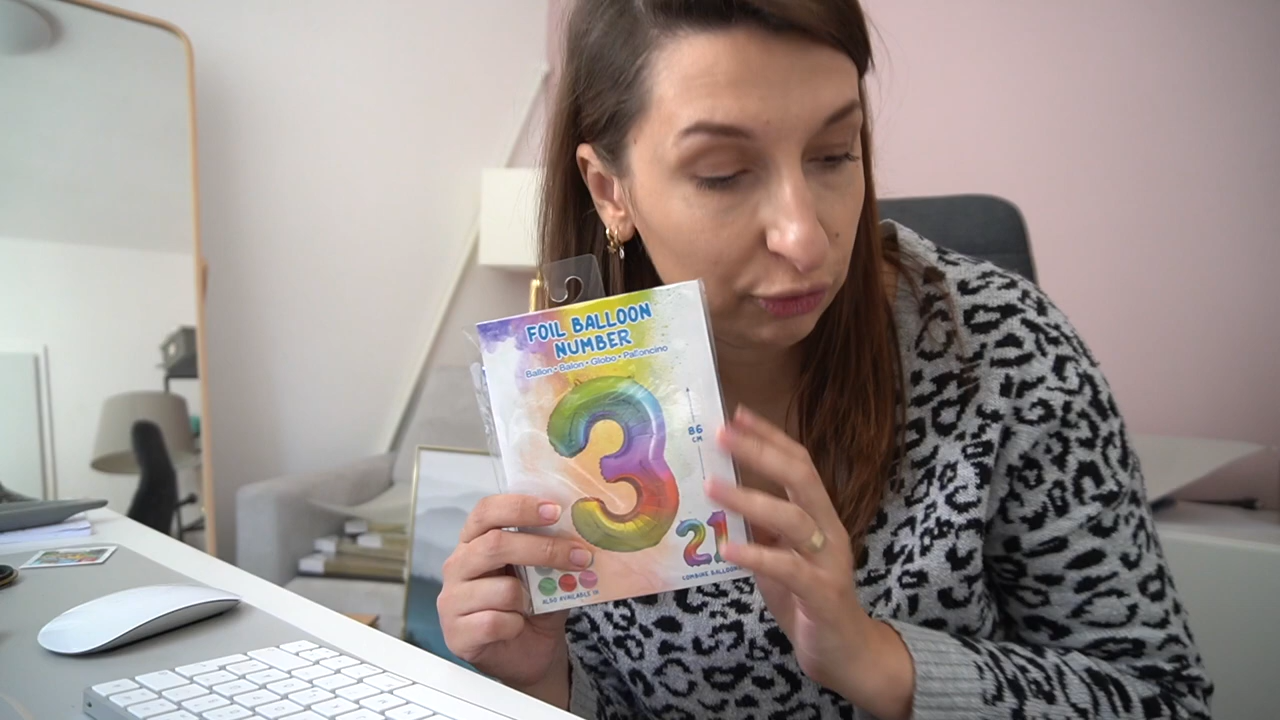 FOIL BALLOON
NUMBER
Ballon • Balon • Globo • Palloncino
3
86
CM
21
COMBINE BALLOONS
ALSO AVAILABLE IN